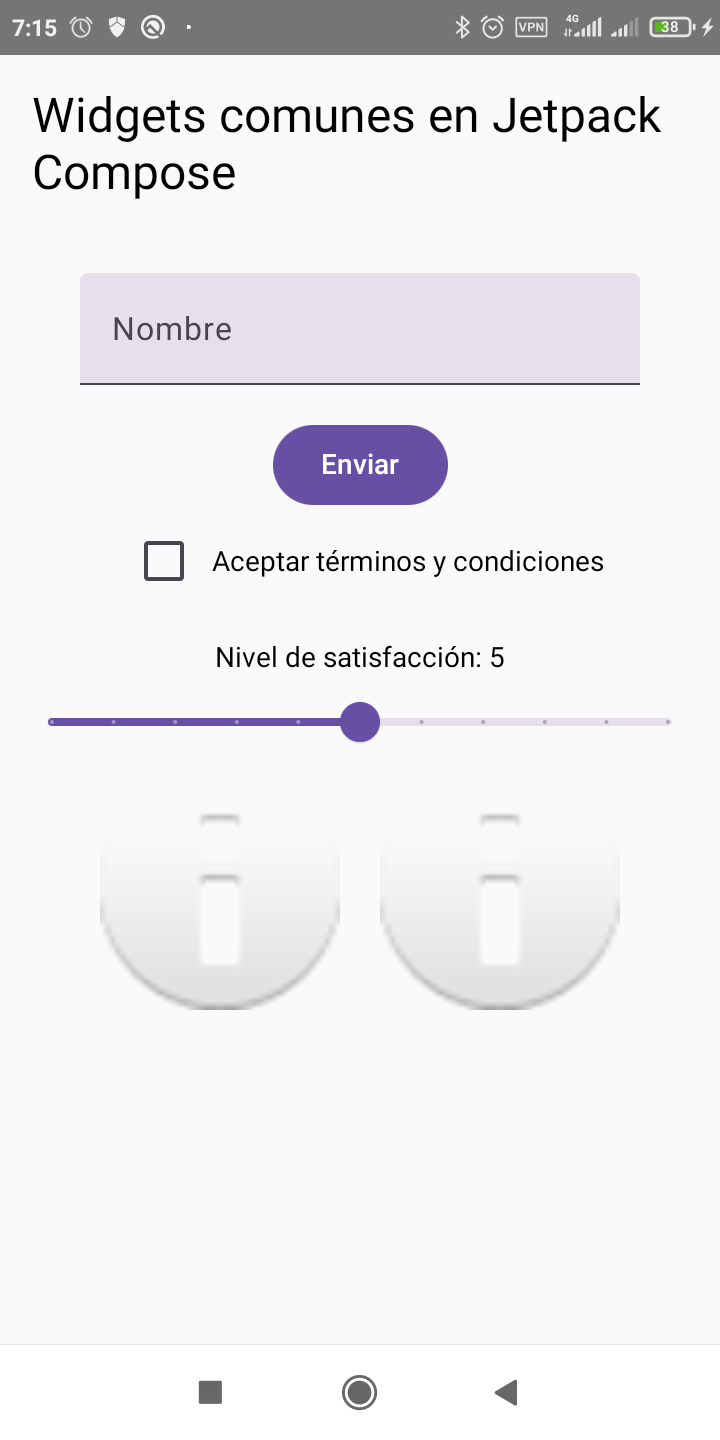 7:15 VPN 4G 38
Widgets comunes en Jetpack
Compose
Nombre
Enviar
Aceptar términos y condiciones
Nivel de satisfacción: 5